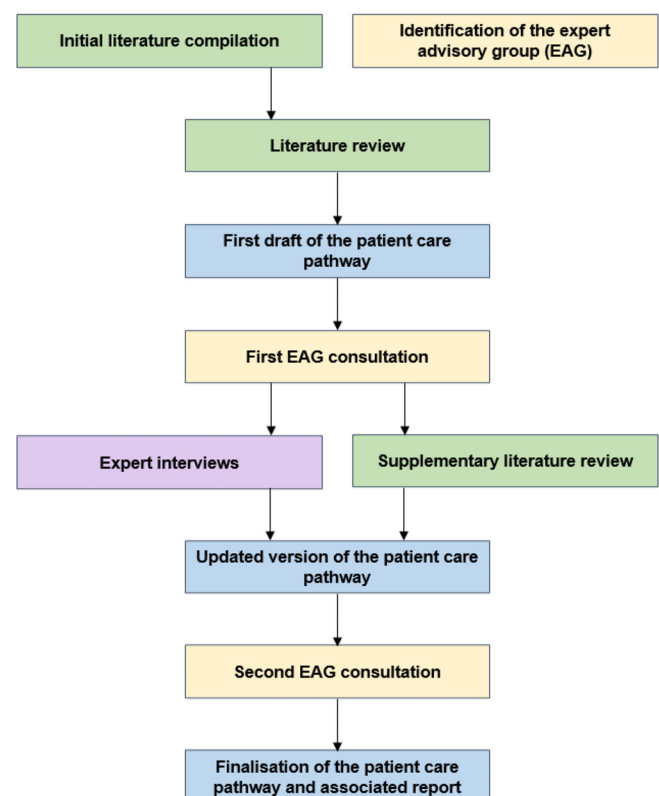 Initial literature compilation
Identification of the expert
advisory group (EAG)
Literature review
First draft of the patient care
pathway
First EAG consultation
Expert interviews
Supplementary literature review
Updated version of the patient care
pathway
Second EAG consultation
Finalisation of the patient care
pathway and associated report